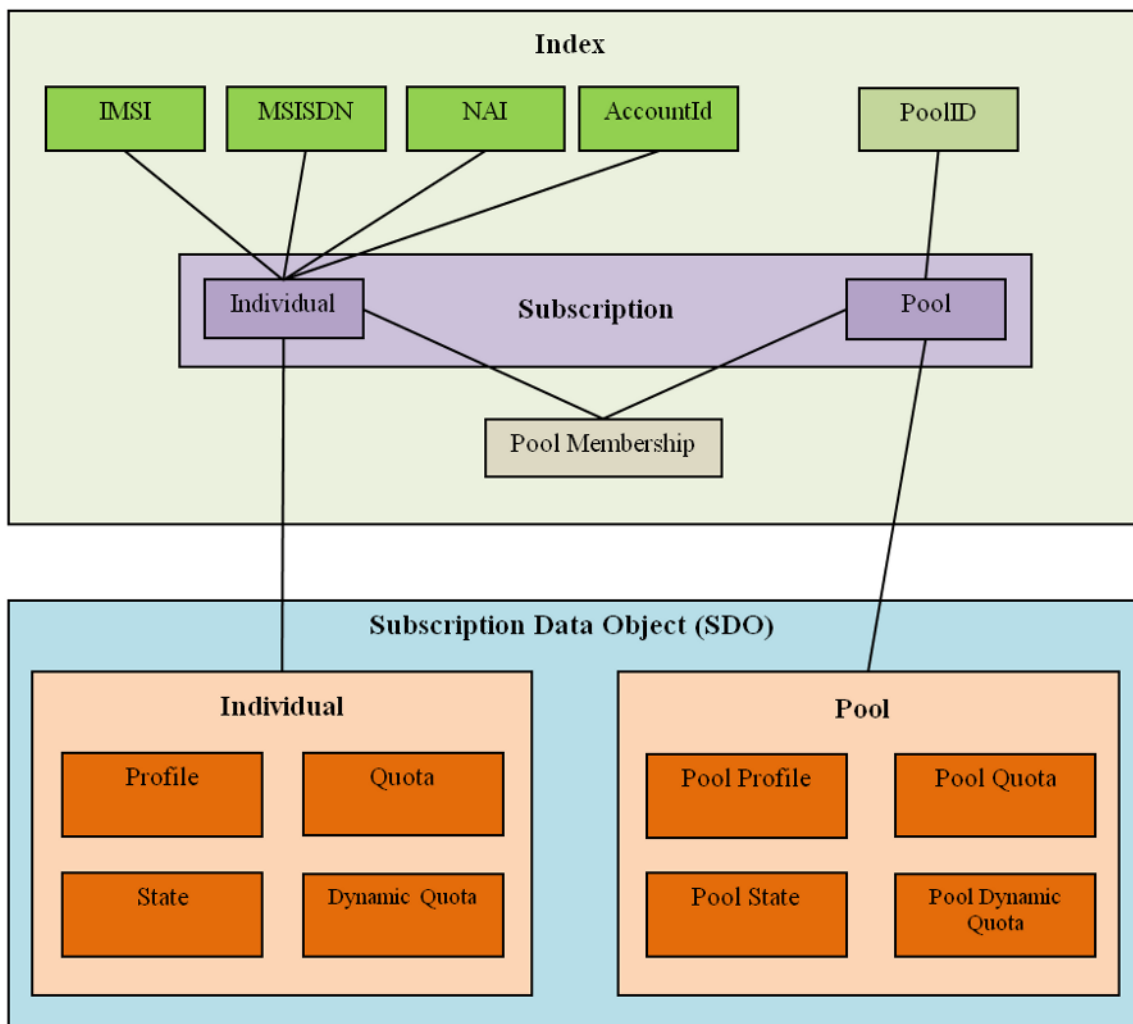 Index
IMSI
MSISDN
NAI
AccountId
PoolID
Individual
Subscription
Pool
Pool Membership
Subscription Data Object (SDO)
Individual
Profile
Quota
State
Dynamic Quota
Pool
Pool Profile
Pool Quota
Pool State
Pool Dynamic
Quota